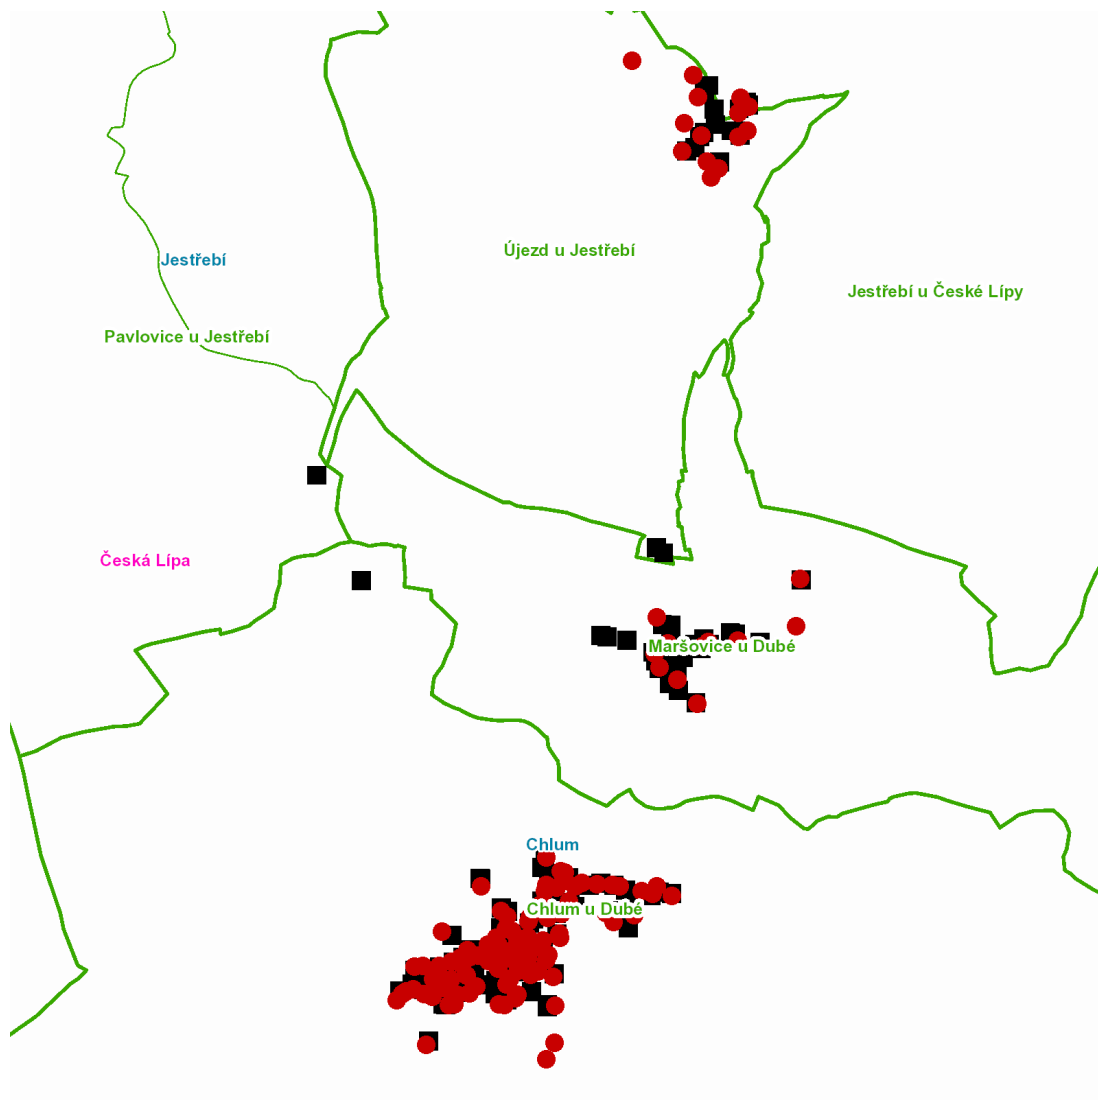 Újezd u Jestřebí
Jestřebí
Jestřebí u České Lípy
Pavlovice u Jestřebí
Česká Lípa
Maršovice u Dubé
Chlum
Chlum u Dubé